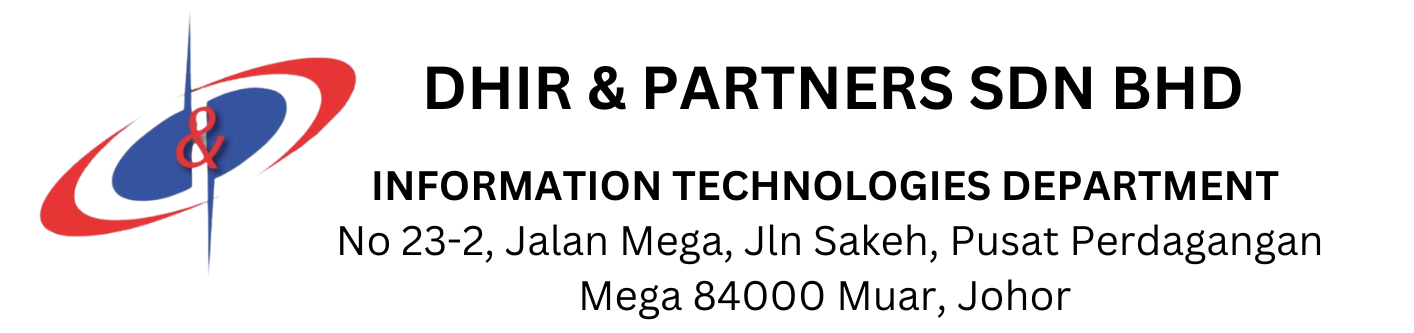 &
DHIR & PARTNERS SDN BHD
INFORMATION TECHNOLOGIES DEPARTMENT
No 23-2, Jalan Mega, Jln Sakeh, Pusat Perdagangan
Mega 84000 Muar, Johor